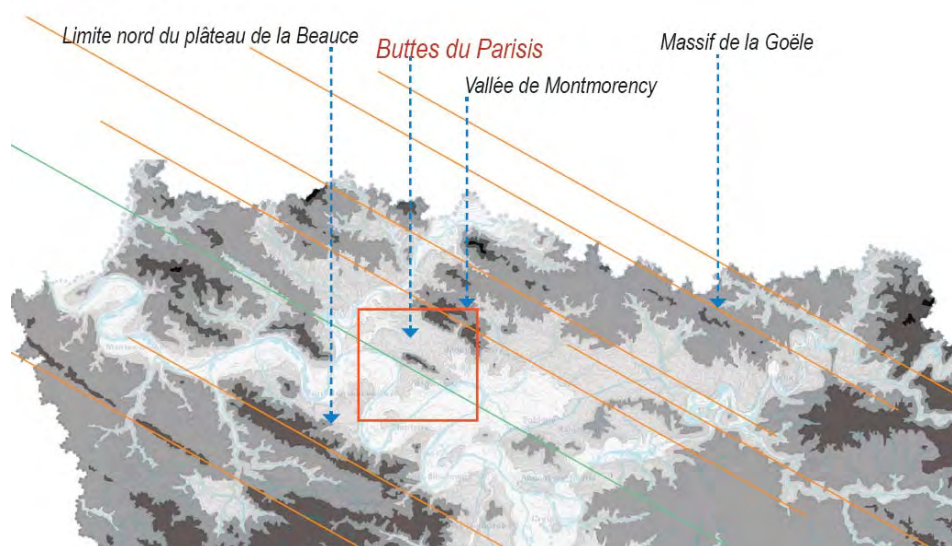 Limite nord du plâteau de la Beauce
Buttes du Parisis
Massif de la Goële
Vallée de Montmorency